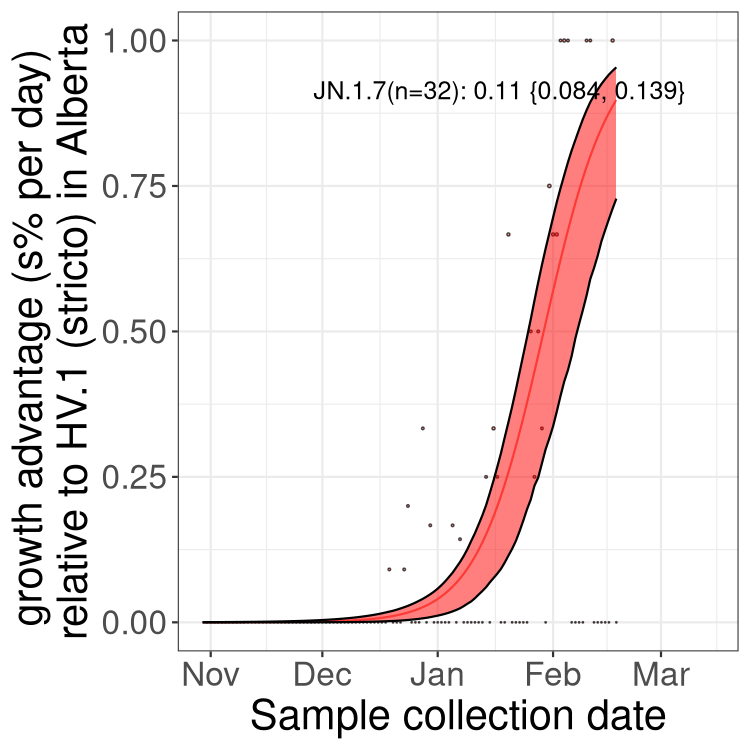 growth advantage (s% per day)
relative to HV.1 (stricto) in Alberta
1.00
JN.1.7(n=32): 0.11 {0.084, 0.139}
0.75
0.50
0.25
0.00
Nov Dec Jan Feb Mar
Sample collection date